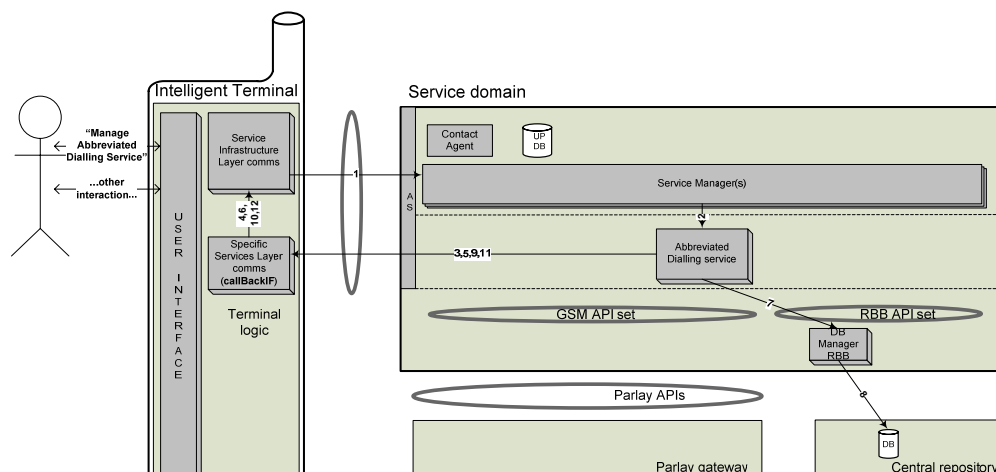 Intelligent Terminal
Service domain
"Manage
Abbreviated
Dialling Service"
...other
interaction...
USER INTERFACE
Service
Infrastructure
Layer comms
4,6,
10,12
Specific
Services Layer
comms
(callBackIF)
Terminal
logic
1
AS
Contact
Agent
UP
DB
Service Manager(s)
2
Abbreviated
Dialling service
3,5,9,11
7
GSM API set
RBB API set
DB
Manager
RBB
8
Parlay APIs
DB
Parlay gateway
Central repository